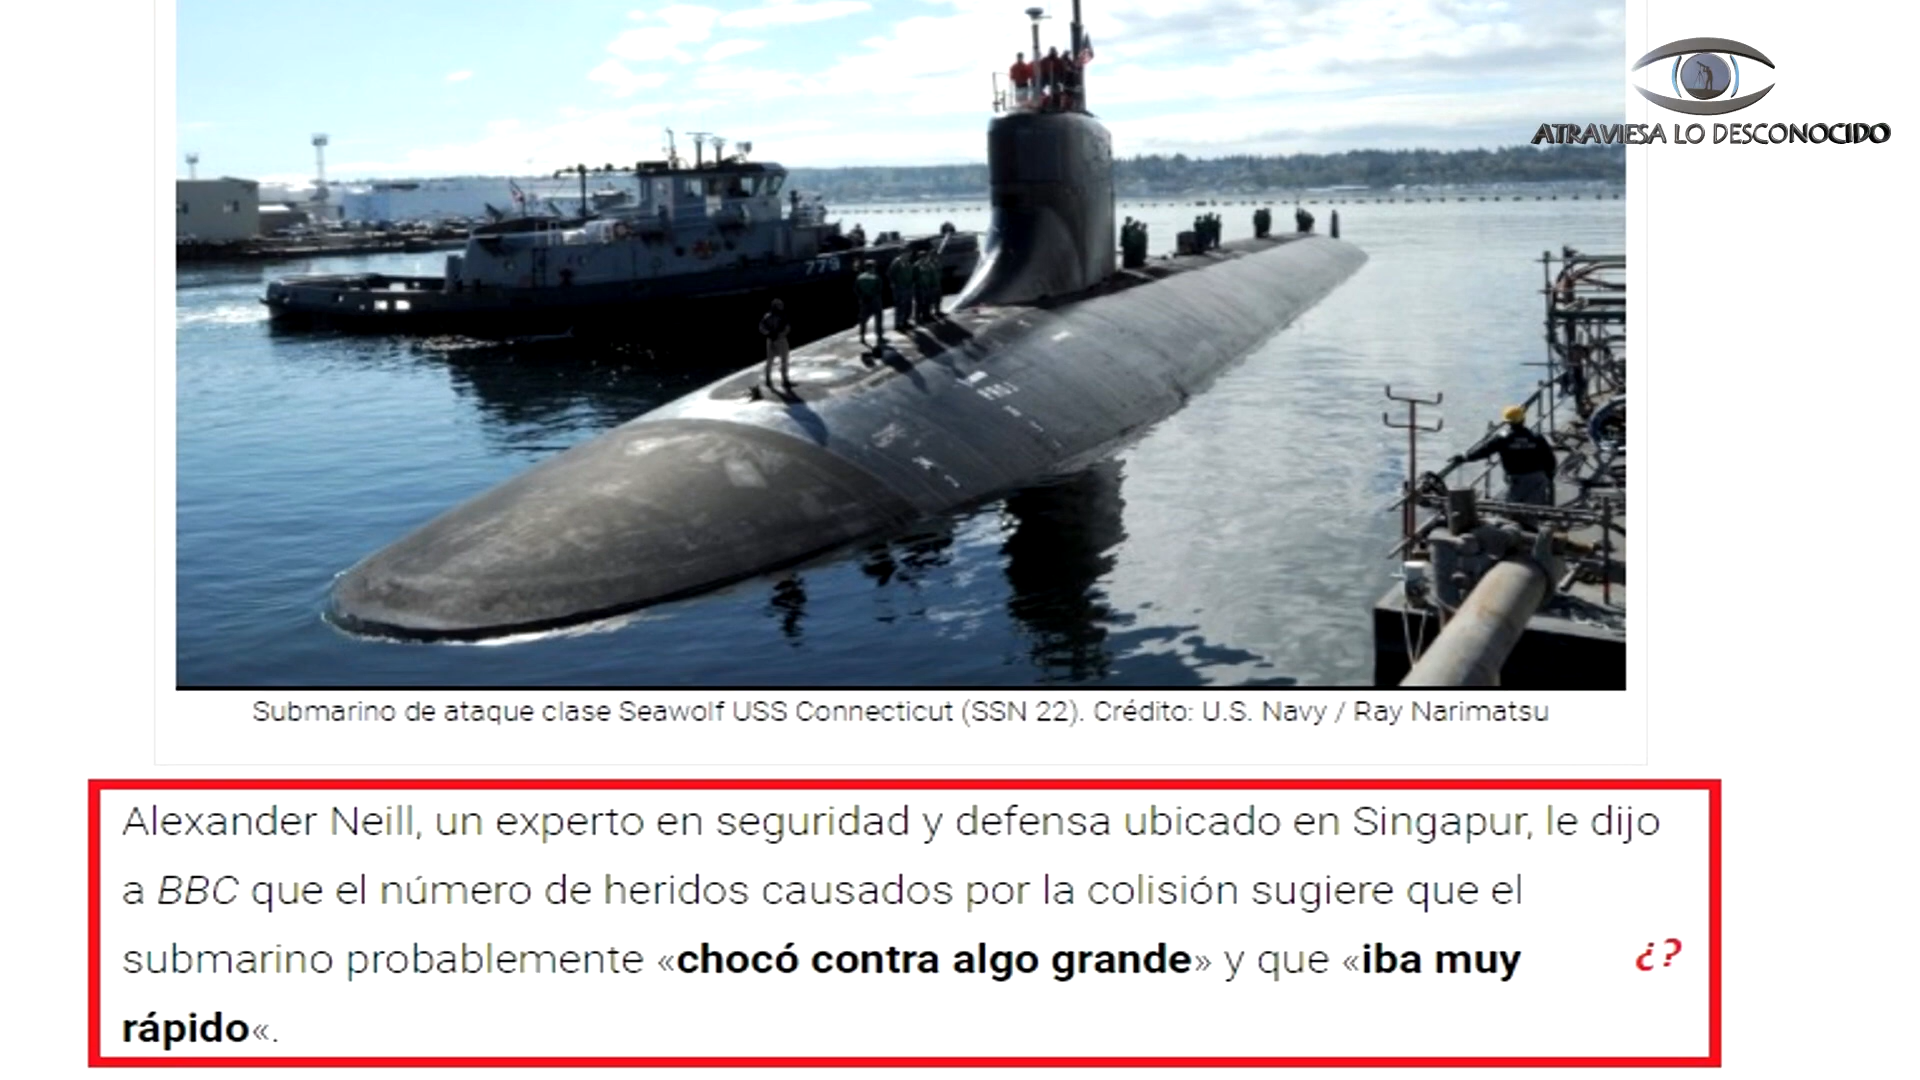 ATRAVIESA LO DESCONOCIDO
779
Submarino de ataque clase Seawolf USS Connecticut (SSN 22). Crédito: U.S. Navy / Ray Narimatsu
Alexander Neill, un experto en seguridad y defensa ubicado en Singapur, le dijo
a BBC que el número de heridos causados por la colisión sugiere que el
submarino probablemente «chocó contra algo grande» y que «iba muy
rápido«.
¿?